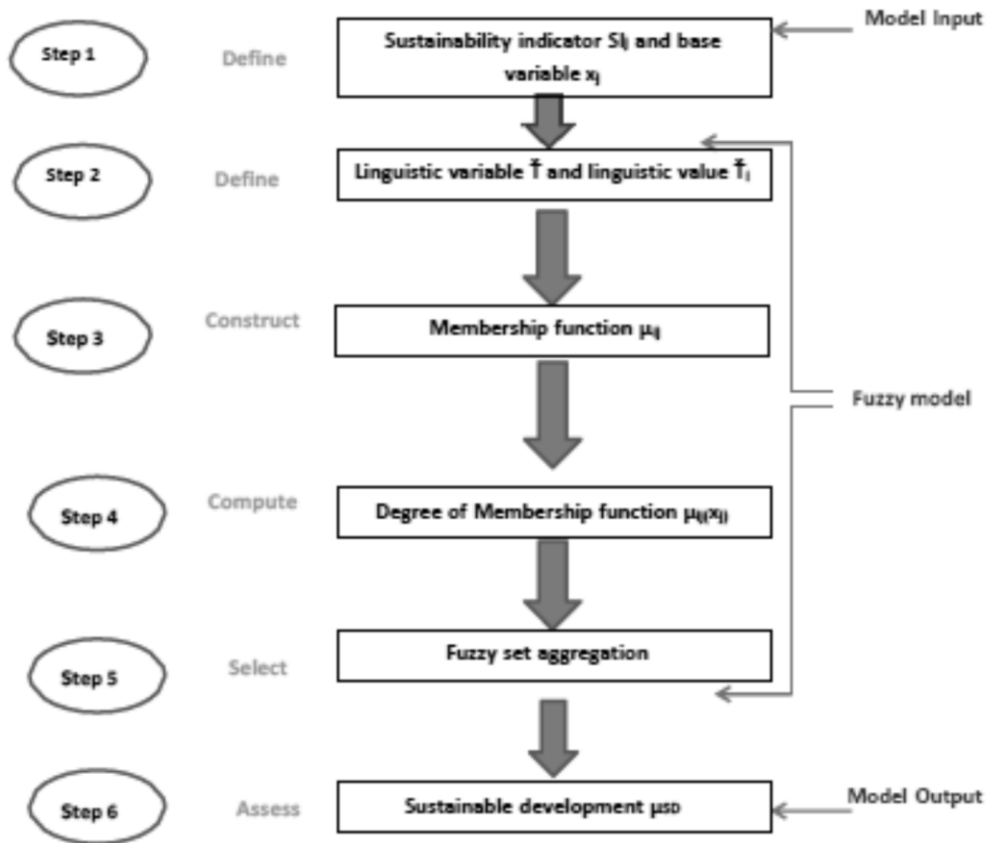 Model Input
Step 1
Define
Sustainability indicator SIj and base
variable xj
Step 2
Define
Linguistic variable T̃ and linguistic value T̃i
Step 3
Construct
Membership function μij
Fuzzy model
Step 4
Compute
Degree of Membership function μij(xj)
Step 5
Select
Fuzzy set aggregation
Step 6
Assess
Sustainable development μSD
Model Output